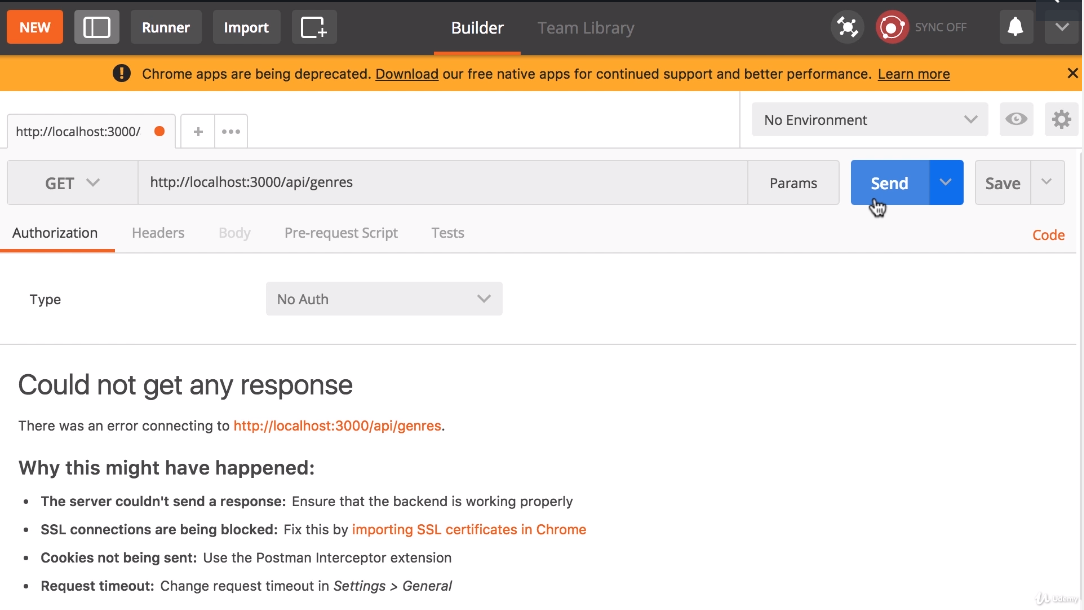 NEW
Runner
Import
Builder
Team Library
SYNC OFF
Chrome apps are being deprecated. Download our free native apps for continued support and better performance. Learn more
http://localhost:3000/
No Environment
GET
http://localhost:3000/api/genres
Params
Send
Save
Authorization
Headers
Body
Pre-request Script
Tests
Code
Type
No Auth
Could not get any response
There was an error connecting to http://localhost:3000/api/genres.
Why this might have happened:
• The server couldn't send a response: Ensure that the backend is working properly
• SSL connections are being blocked: Fix this by importing SSL certificates in Chrome
• Cookies not being sent: Use the Postman Interceptor extension
• Request timeout: Change request timeout in Settings > General
Udemy